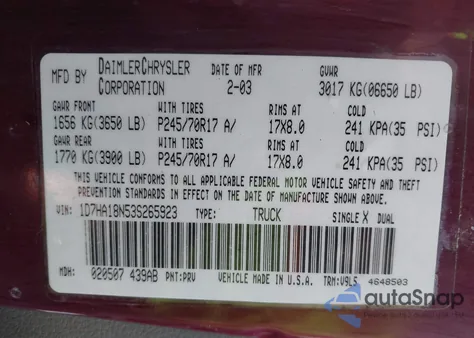 MFD BY DAIMLERCHRYSLER CORPORATION DATE OF MFR 2-03 GVWR 3017 KG(06650 LB)
GAWR FRONT WITH TIRES RIMS AT COLD
1656 KG(3650 LB) P245/70R17 A/ 17X8.0 241 KPA(35 PSI)
GAWR REAR WITH TIRES RIMS AT COLD
1770 KG(3900 LB) P245/70R17 A/ 17X8.0 241 KPA(35 PSI)
THIS VEHICLE CONFORMS TO ALL APPLICABLE FEDERAL MOTOR VEHICLE SAFETY AND THEFT
PREVENTION STANDARDS IN EFFECT ON THE DATE OF MANUFACTURE SHOWN ABOVE.
VIN: 1D7HA18N53S265923 TYPE: TRUCK SINGLE X DUAL
MDH: 020507 439AB PNT:PRV VEHICLE MADE IN U.S.A. TRM:V9L5 4648503
autoSnap